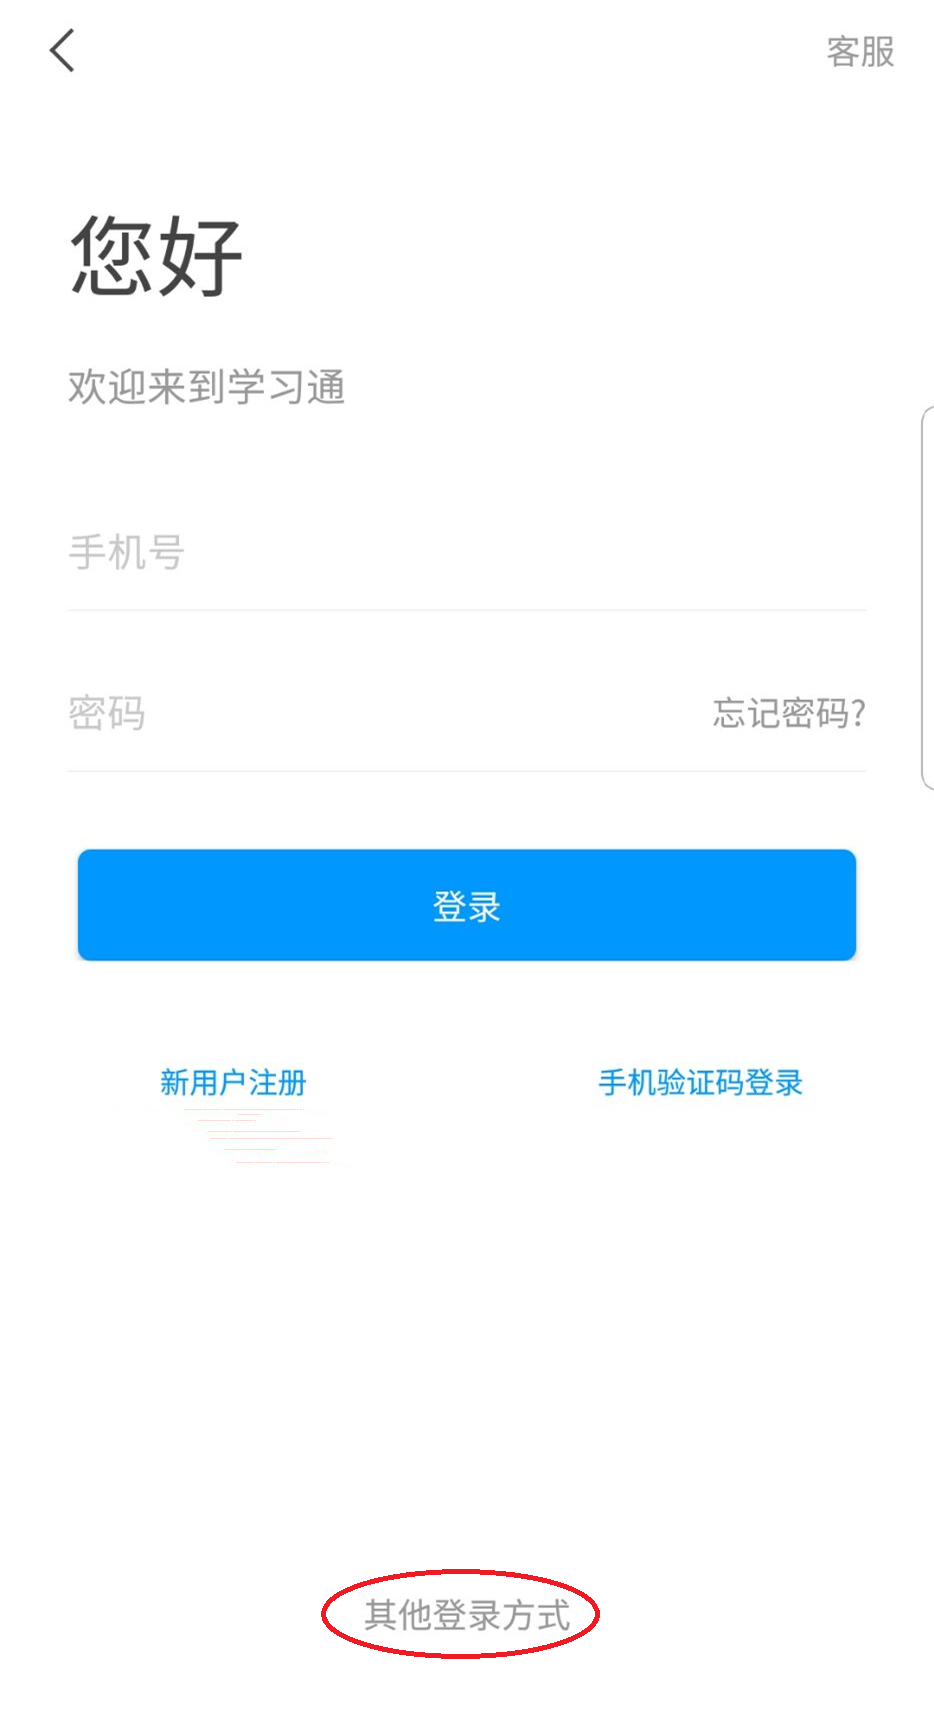 客服
您好
欢迎来到学习通
手机号
密码
忘记密码?
登录
新用户注册
手机验证码登录
其他登录方式